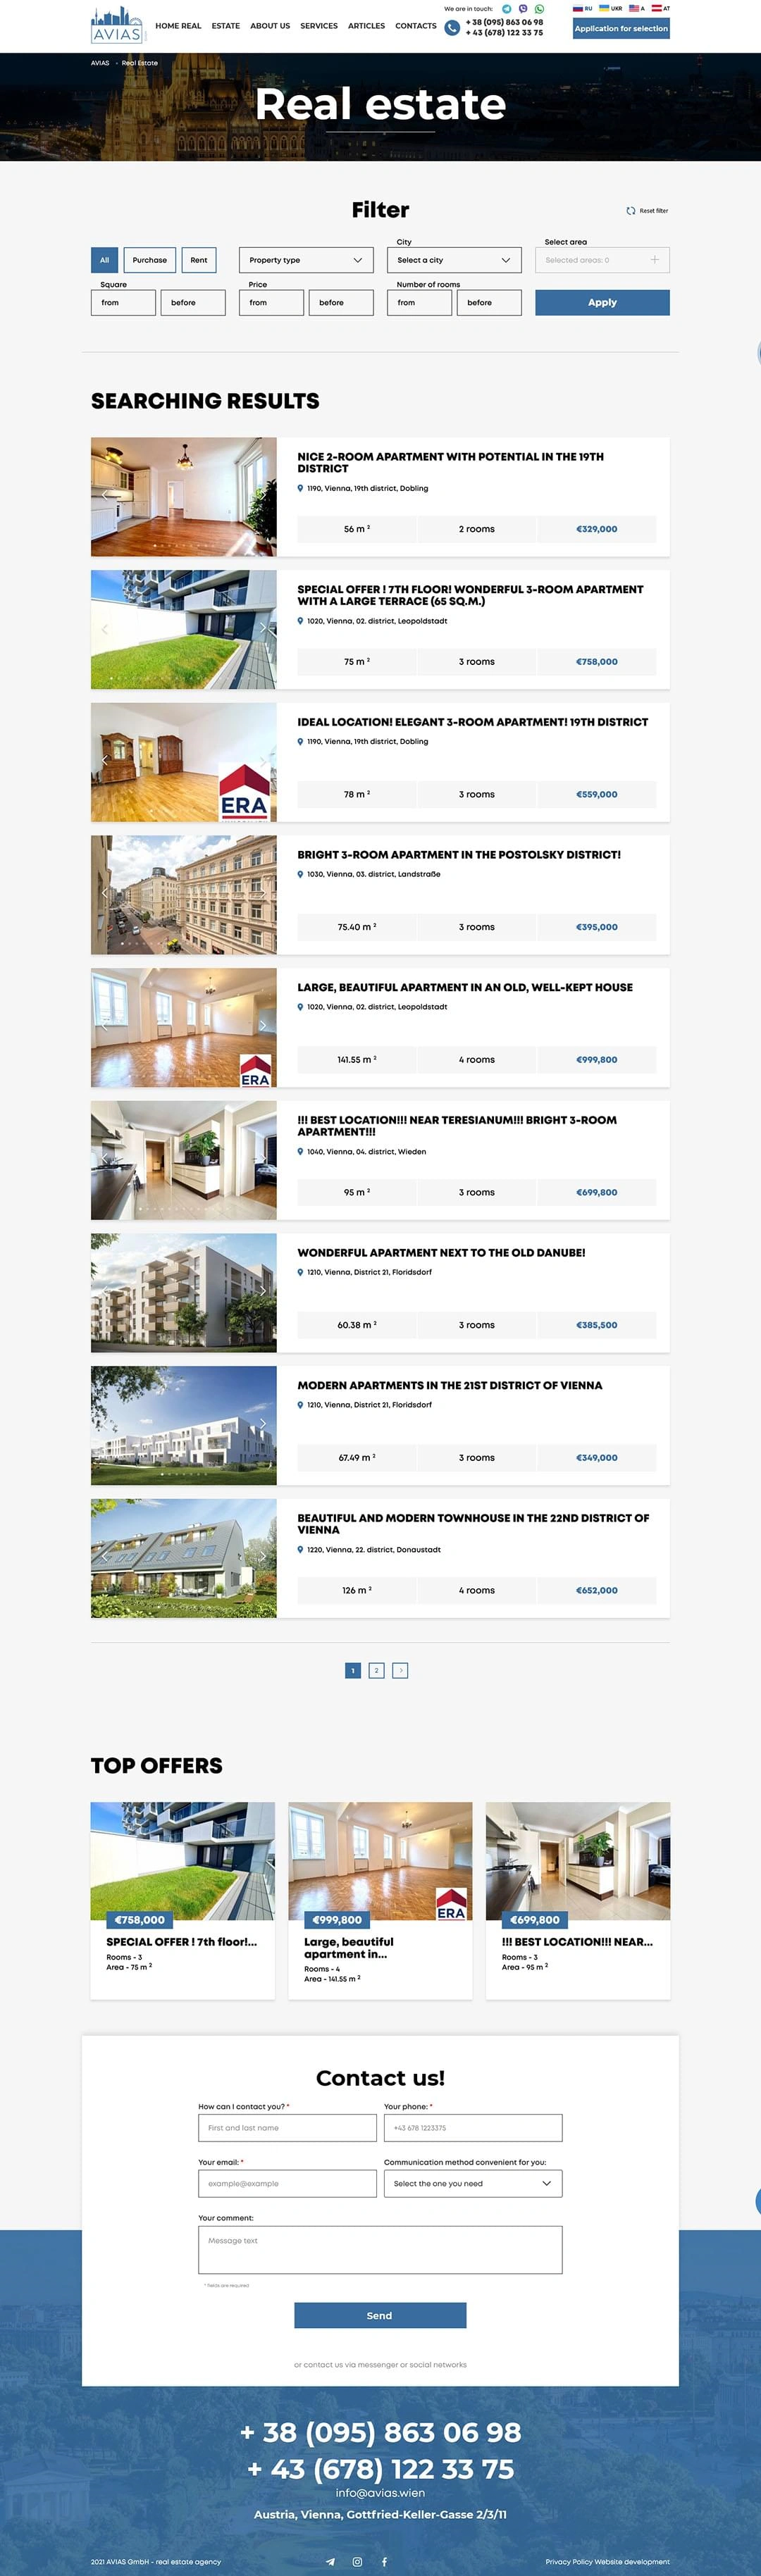 AVIAS
HOME REAL ESTATE ABOUT US SERVICES ARTICLES CONTACTS
We are in touch:
+ 38 (095) 863 06 98
+ 43 (678) 122 33 75
RU UKR A AT
Application for selection
AVIAS Real Estate
Real estate
Filter
Reset filter
All Purchase Rent
Property type
City
Select a city
Select area
Selected areas: 0
Square
from before
Price
from before
Number of rooms
from before
Apply
SEARCHING RESULTS
NICE 2-ROOM APARTMENT WITH POTENTIAL IN THE 19TH
DISTRICT
1190, Vienna, 19th district, Dobling
56 m ² 2 rooms €329,000
SPECIAL OFFER ! 7TH FLOOR! WONDERFUL 3-ROOM APARTMENT
WITH A LARGE TERRACE (65 SQ.M.)
1020, Vienna, 02. district, Leopoldstadt
75 m ² 3 rooms €758,000
ERA
IDEAL LOCATION! ELEGANT 3-ROOM APARTMENT! 19TH DISTRICT
1190, Vienna, 19th district, Dobling
78 m ² 3 rooms €559,000
BRIGHT 3-ROOM APARTMENT IN THE POSTOLSKY DISTRICT!
1030, Vienna, 03. district, Landstraße
75.40 m ² 3 rooms €395,000
ERA
LARGE, BEAUTIFUL APARTMENT IN AN OLD, WELL-KEPT HOUSE
1020, Vienna, 02. district, Leopoldstadt
141.55 m ² 4 rooms €999,800
!!! BEST LOCATION!!! NEAR TERESIANUM!!! BRIGHT 3-ROOM
APARTMENT!!!
1040, Vienna, 04. district, Wieden
95 m ² 3 rooms €699,800
WONDERFUL APARTMENT NEXT TO THE OLD DANUBE!
1210, Vienna, District 21, Floridsdorf
60.38 m ² 3 rooms €385,500
MODERN APARTMENTS IN THE 21ST DISTRICT OF VIENNA
1210, Vienna, District 21, Floridsdorf
67.49 m ² 3 rooms €349,000
BEAUTIFUL AND MODERN TOWNHOUSE IN THE 22ND DISTRICT OF
VIENNA
1220, Vienna, 22. district, Donaustadt
126 m ² 4 rooms €652,000
1 2
TOP OFFERS
€758,000
SPECIAL OFFER ! 7th floor!...
Rooms - 3
Area - 75 m ²
ERA
€999,800
Large, beautiful
apartment in...
Rooms - 4
Area - 141.55 m ²
€699,800
!!! BEST LOCATION!!! NEAR...
Rooms - 3
Area - 95 m ²
Contact us!
How can I contact you? *
First and last name
Your phone: *
+43 678 1223375
Your email: *
example@example
Communication method convenient for you:
Select the one you need
Your comment:
Message text
* fields are required
Send
or contact us via messenger or social networks
+ 38 (095) 863 06 98
+ 43 (678) 122 33 75
info@avias.wien
Austria, Vienna, Gottfried-Keller-Gasse 2/3/11
2021 AVIAS GmbH - real estate agency
Privacy Policy Website development